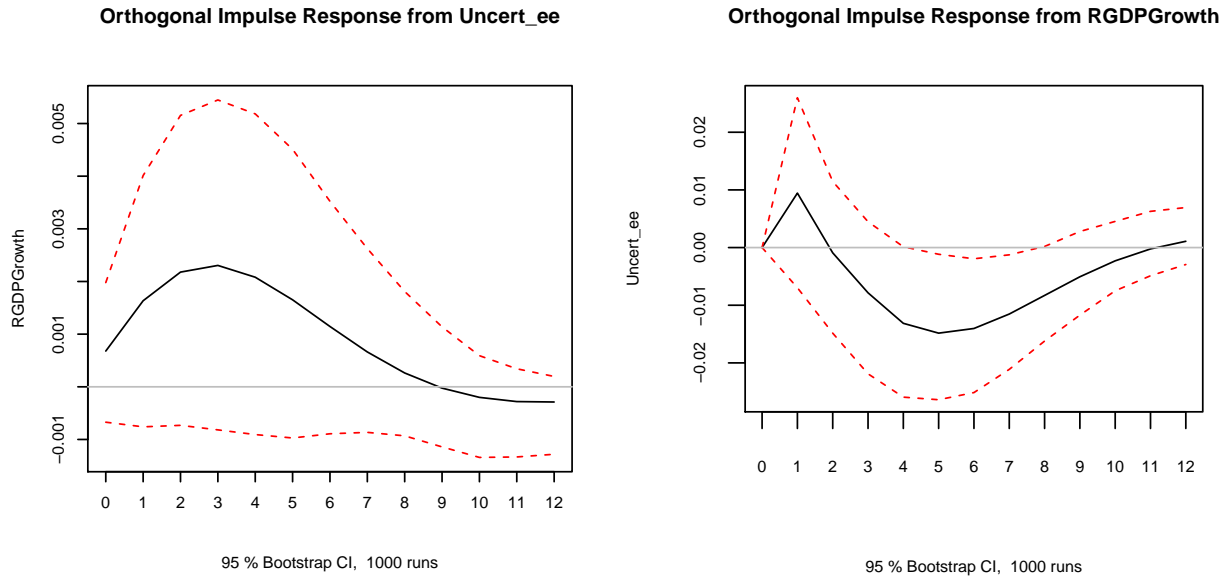 Orthogonal Impulse Response from Uncert_ee
RGDPGrowth
0.005
0.003
0.001
−0.001
0 1 2 3 4 5 6 7 8 9 10 11 12
95 % Bootstrap CI,  1000 runs
Orthogonal Impulse Response from RGDPGrowth
Uncert_ee
0.02
0.01
0.00
−0.01
−0.02
0 1 2 3 4 5 6 7 8 9 10 11 12
95 % Bootstrap CI,  1000 runs